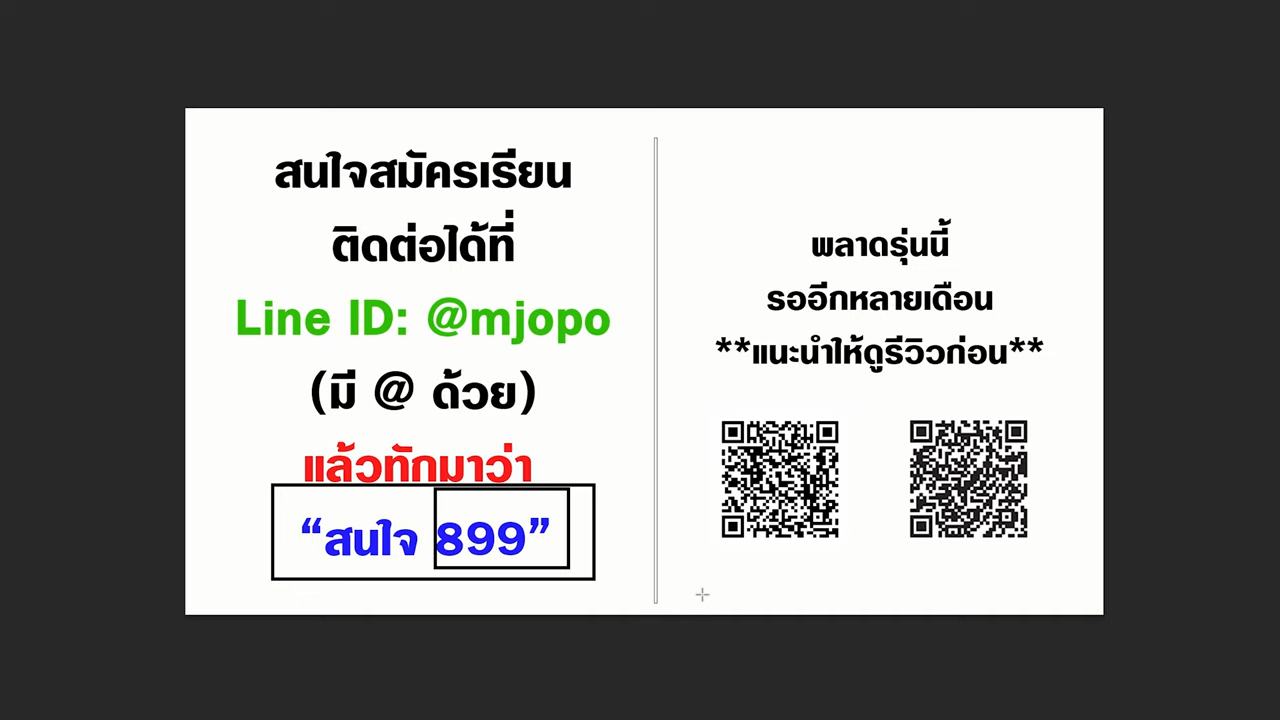 สนใจสมัครเรียน
ติดต่อได้ที่
Line ID: @mjopo
(มี @ ด้วย)
แล้วทักมาว่า
“สนใจ 899”
พลาดรุ่นนี้
รออีกหลายเดือน
**แนะนำให้ดูรีวิวก่อน**